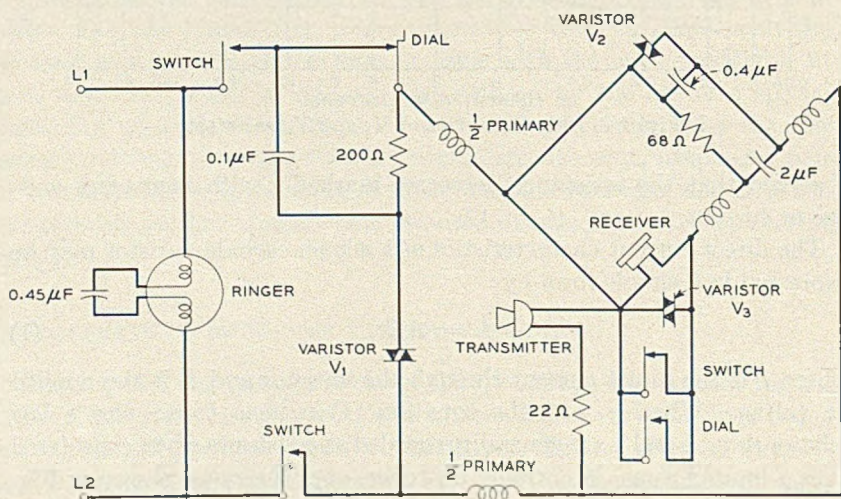 VARISTOR
V2
DIAL
SWITCH
0.4μF
L1
1/2 PRIMARY
0.1μF
200Ω
68Ω
2μF
RECEIVER
0.45μF
RINGER
VARISTOR
V3
TRANSMITTER
VARISTOR
V1
SWITCH
22Ω
DIAL
SWITCH
1/2 PRIMARY
L2
(7)